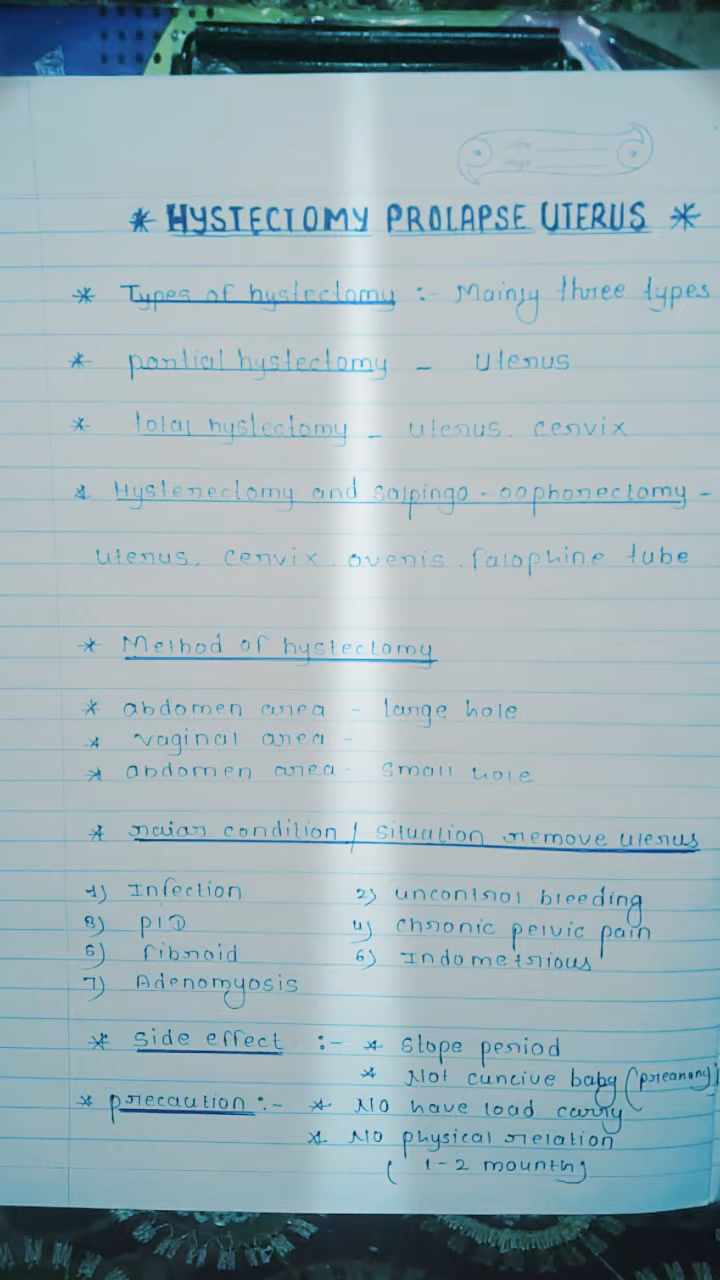 * HYSTECTOMY PROLAPSE UTERUS *
* Types of hystectomy :- Mainly three types
* partial hystectomy - Uterus
* total hystectomy - uterus. cervix
* Hysterectomy and salpingo - oophorectomy -
uterus, cervix. overis. falophine tube
* Method of hystectomy
* abdomen area - large hole
* vaginal area -
* abdomen area - small hole
* condition / situation remove uterus
1) Infection 2) uncontrol bleeding
3) PID 4) chronic pelvic pain
5) fibroid 6) Indometrious
7) Adenomyosis
* Side effect :- * Slope period
* Not cuncive baby
* precaution :- * NO have load carry
* NO physical relation
( 1-2 mounth)